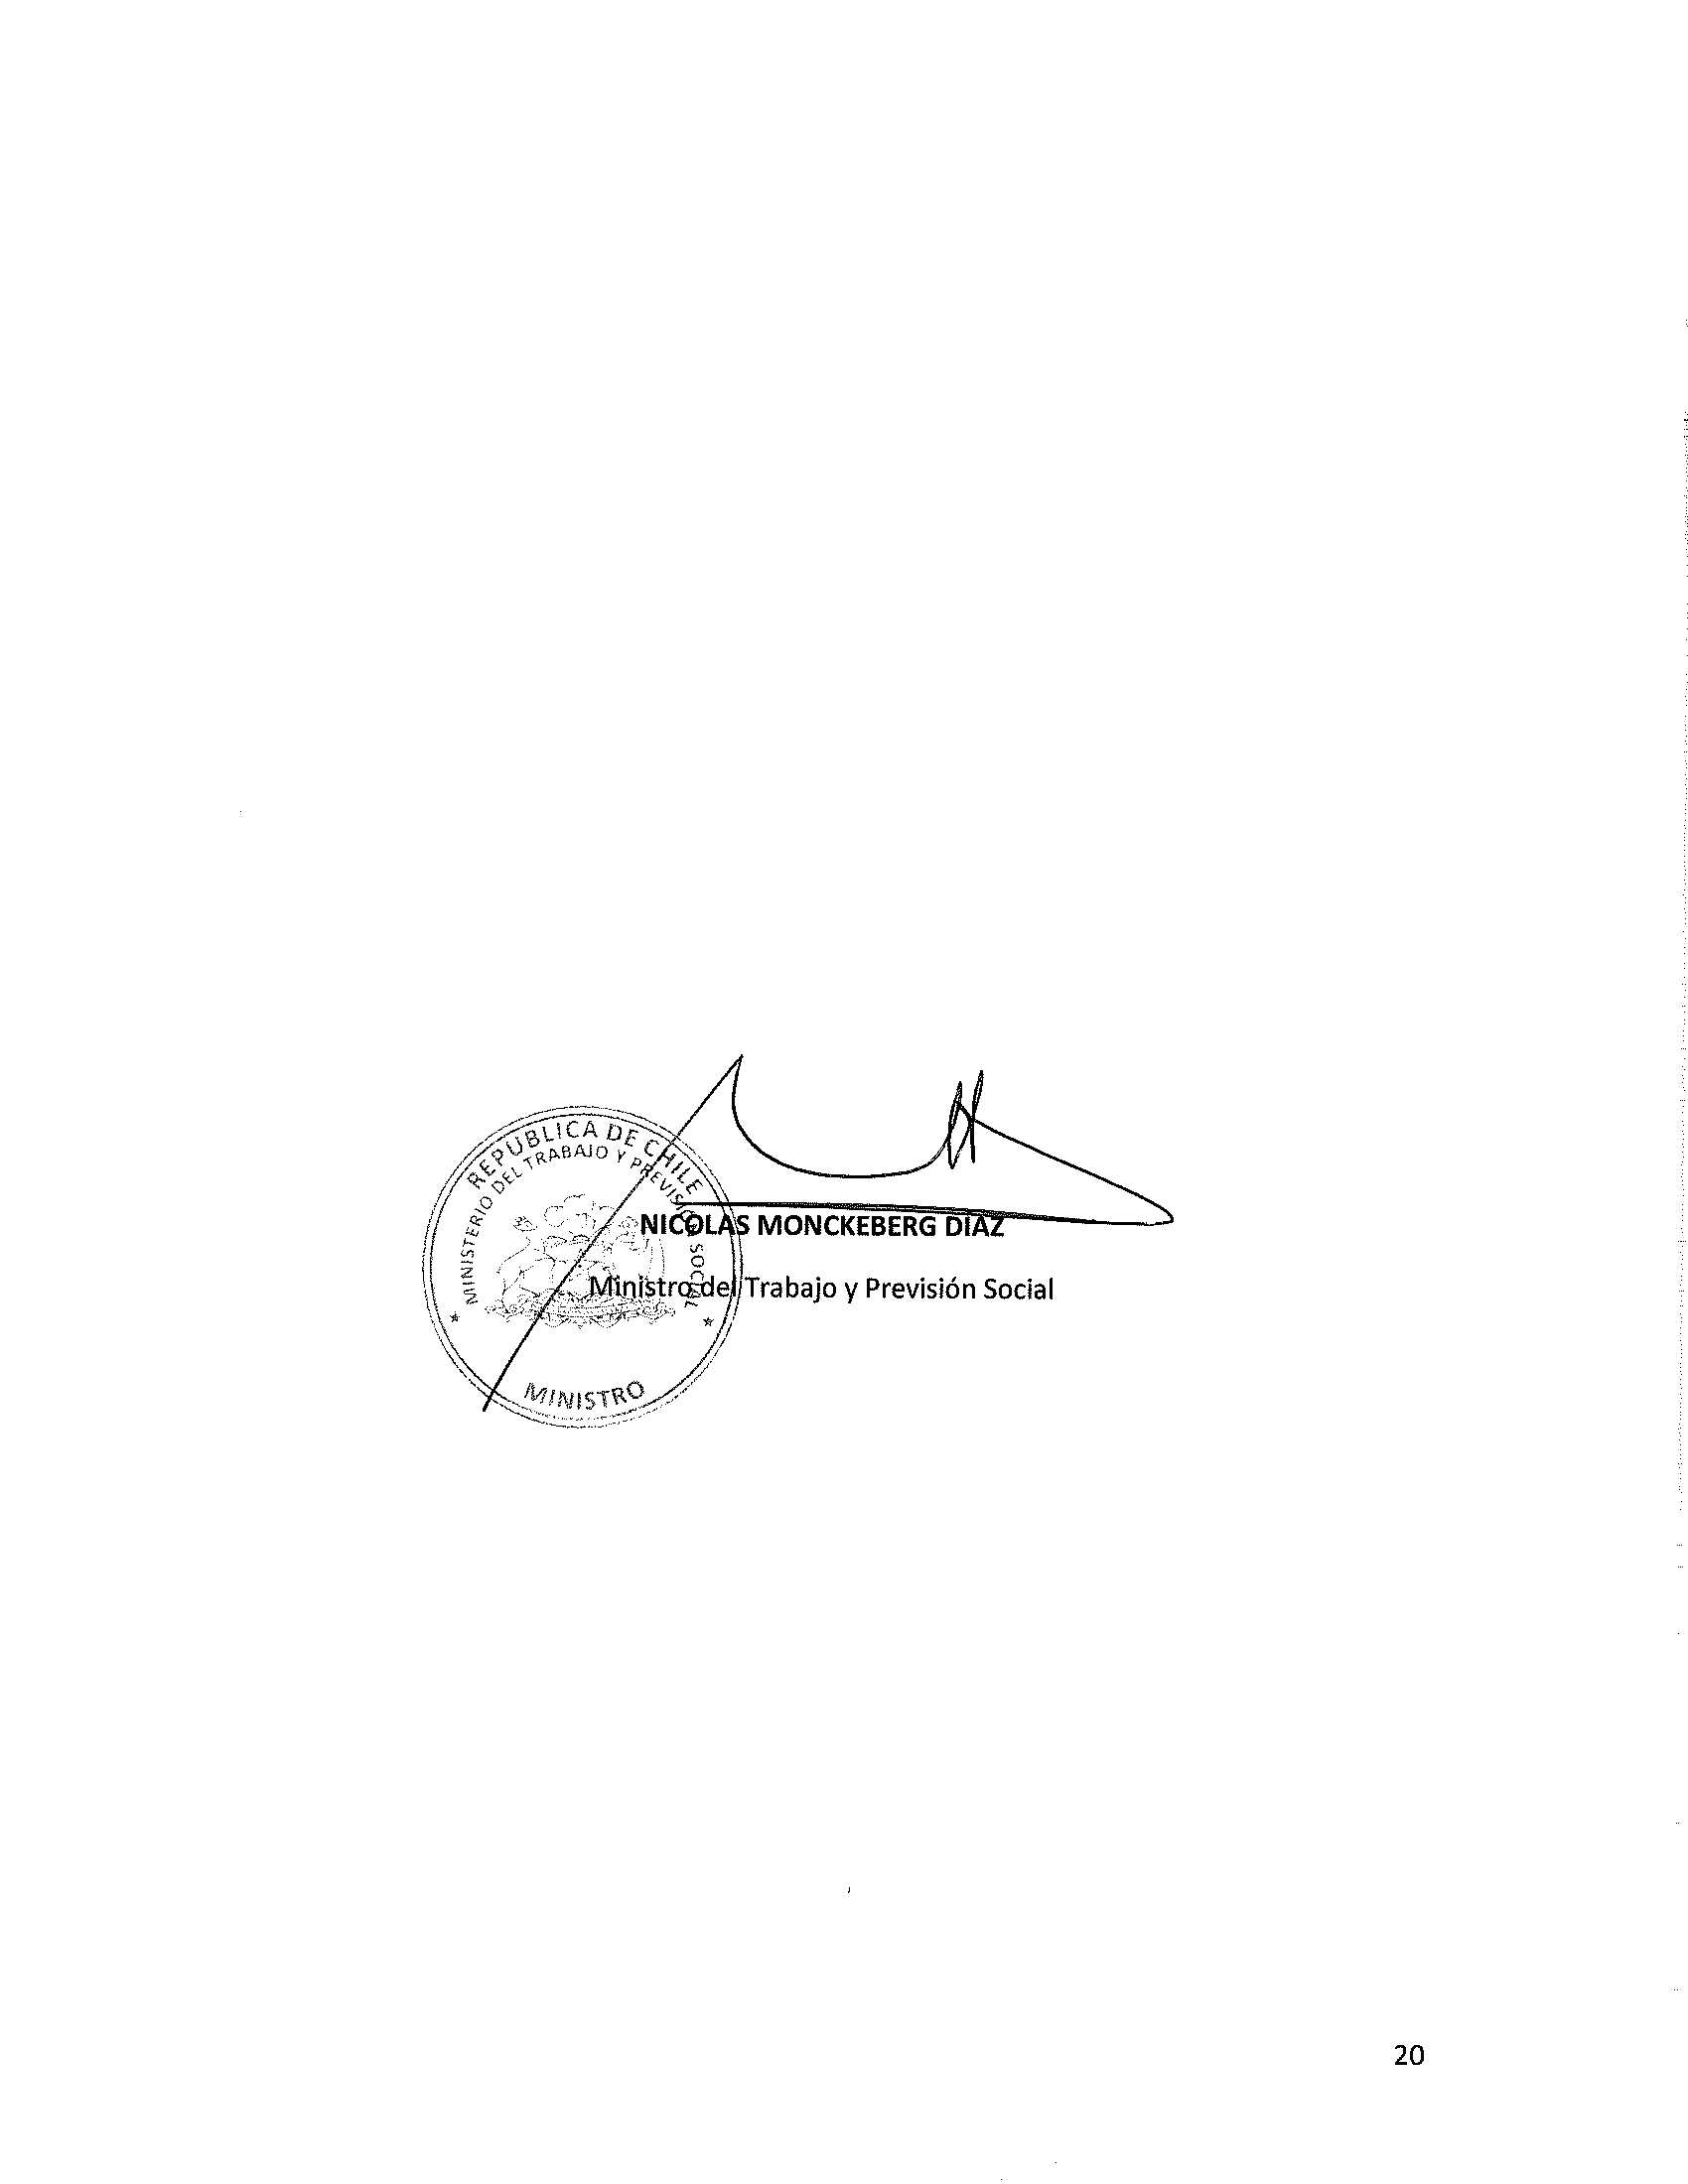 REPUBLICA DE CHILE
MINISTERIO DEL TRABAJO Y PREVISION SOCIAL
NICOLAS MONCKEBERG DIAZ
Ministro del Trabajo y Previsión Social
MINISTRO
20